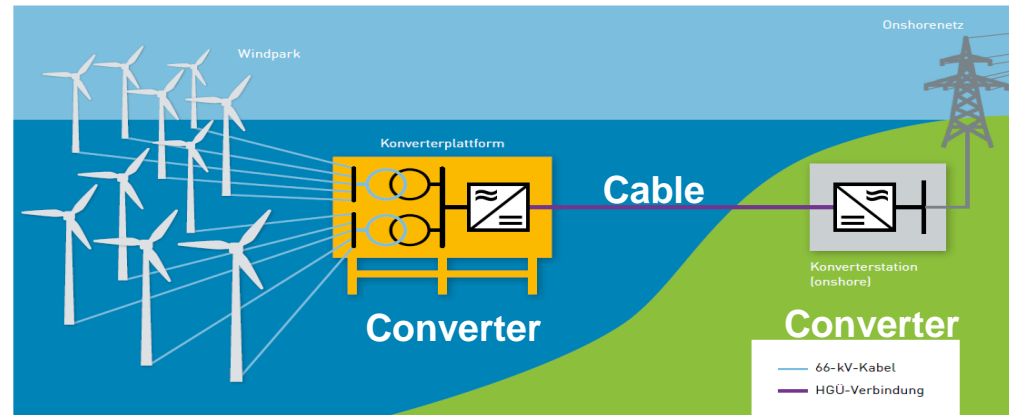 Onshorenetz
Windpark
Konverterplattform
Cable
Konverterstation
(onshore)
Converter
Converter
66-kV-Kabel
HGÜ-Verbindung